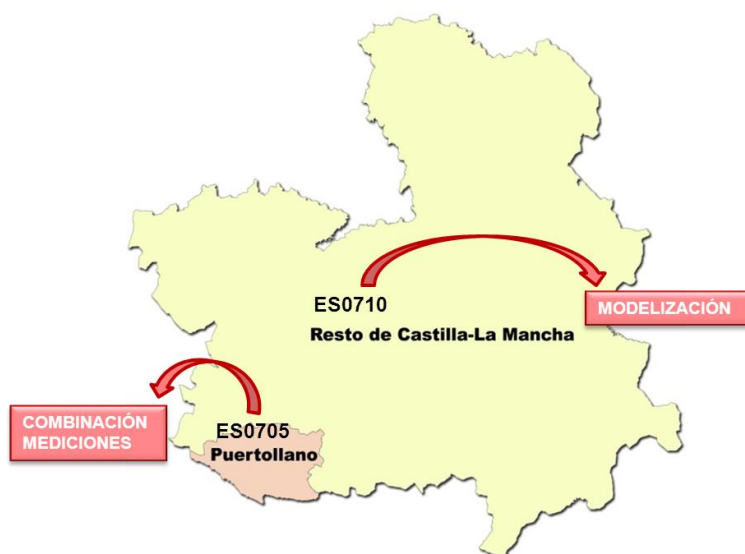 ES0710
Resto de Castilla-La Mancha
MODELIZACIÓN
COMBINACIÓN
MEDICIONES
ES0705
Puertollano